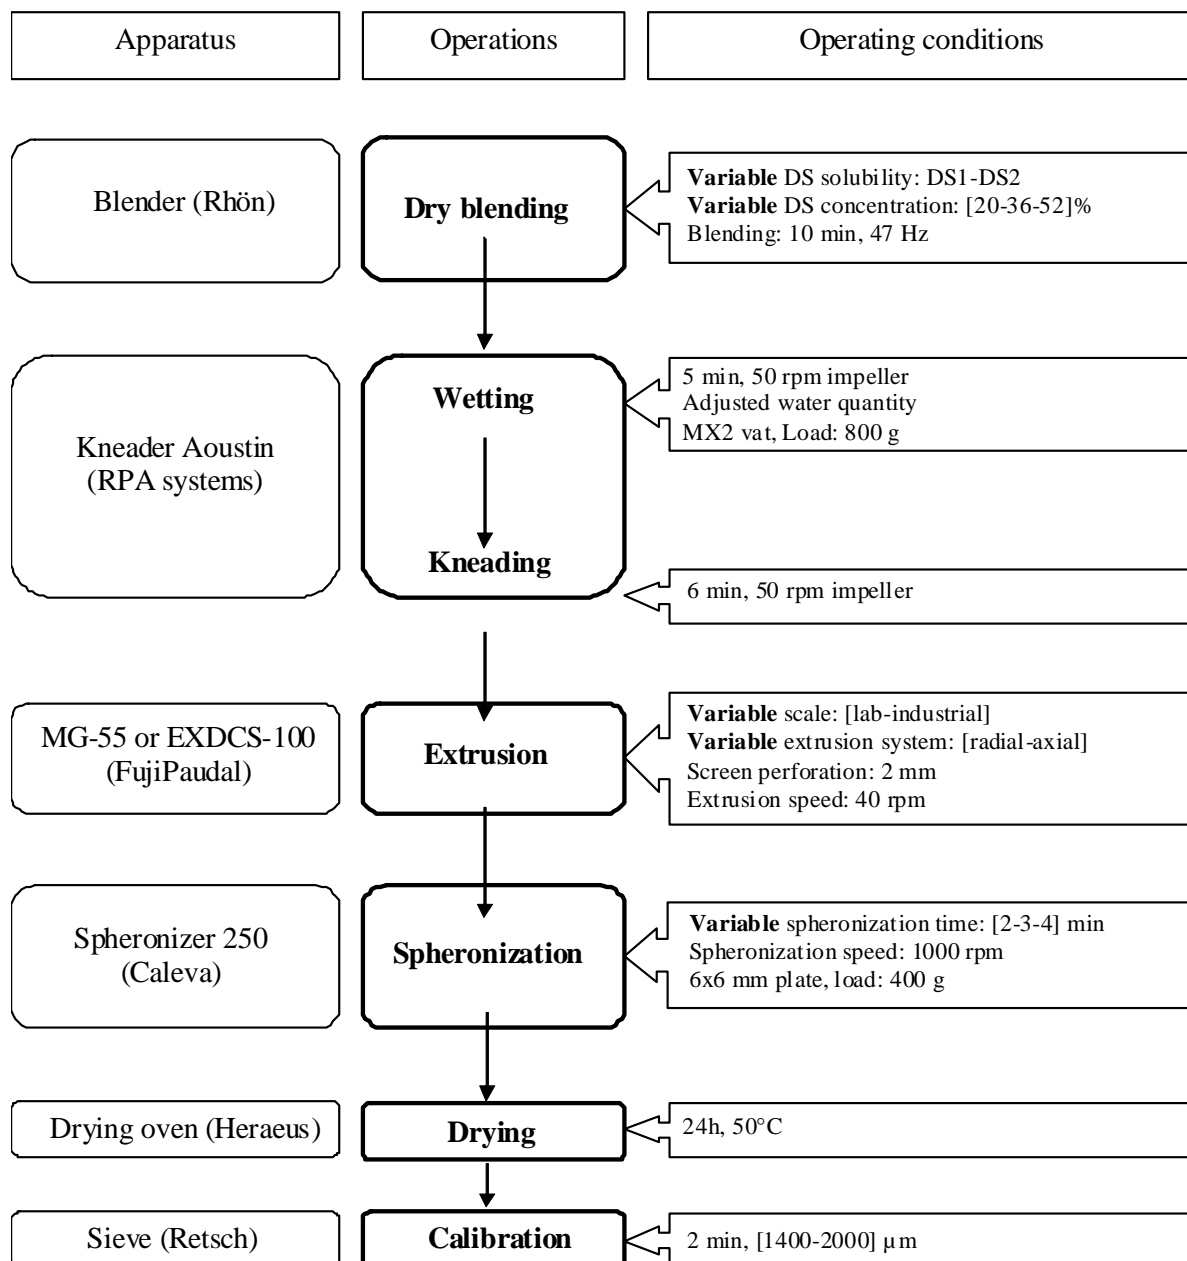 Apparatus
Operations
Operating conditions
Blender (Rhön)
Dry blending
Variable DS solubility: DS1-DS2
Variable DS concentration: [20-36-52]%
Blending: 10 min, 47 Hz
Kneader Aoustin
(RPA systems)
Wetting
Kneading
5 min, 50 rpm impeller
Adjusted water quantity
MX2 vat, Load: 800 g
6 min, 50 rpm impeller
MG-55 or EXDCS-100
(FujiPaudal)
Extrusion
Variable scale: [lab-industrial]
Variable extrusion system: [radial-axial]
Screen perforation: 2 mm
Extrusion speed: 40 rpm
Spheronizer 250
(Caleva)
Spheronization
Variable spheronization time: [2-3-4] min
Spheronization speed: 1000 rpm
6x6 mm plate, load: 400 g
Drying oven (Heraeus)
Drying
24h, 50°C
Sieve (Retsch)
Calibration
2 min, [1400-2000] µm